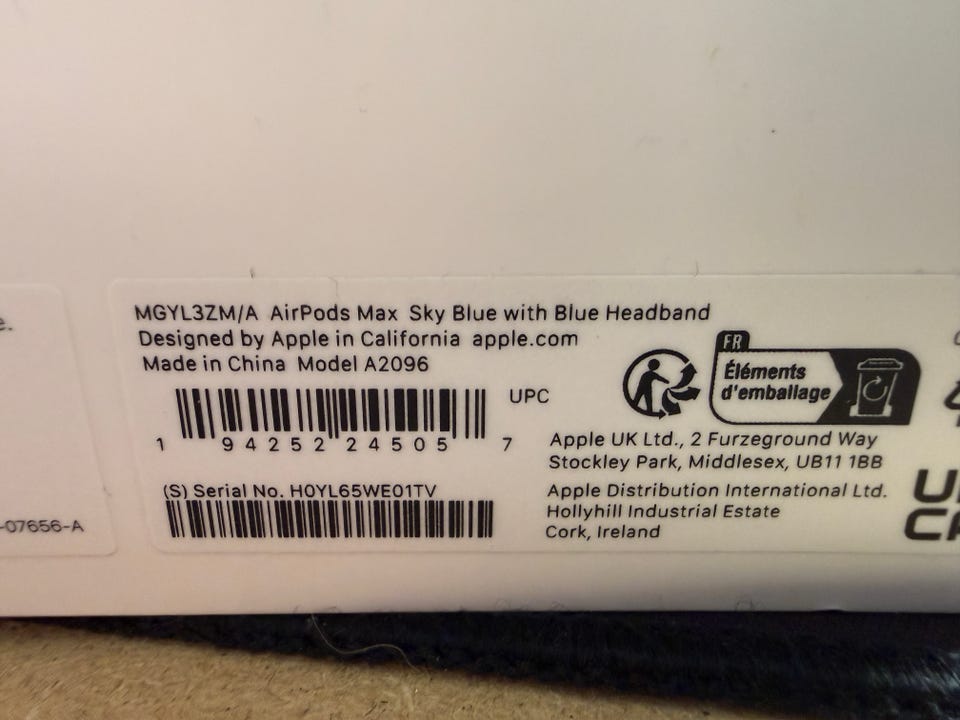 e.
-07656-A
MGYL3ZM/A AirPods Max Sky Blue with Blue Headband
Designed by Apple in California apple.com
Made in China Model A2096
UPC
1 94252 24505 7
(S) Serial No. H0YL65WE01TV
FR
Éléments
d'emballage
Apple UK Ltd., 2 Furzeground Way
Stockley Park, Middlesex, UB11 1BB
Apple Distribution International Ltd.
Hollyhill Industrial Estate
Cork, Ireland